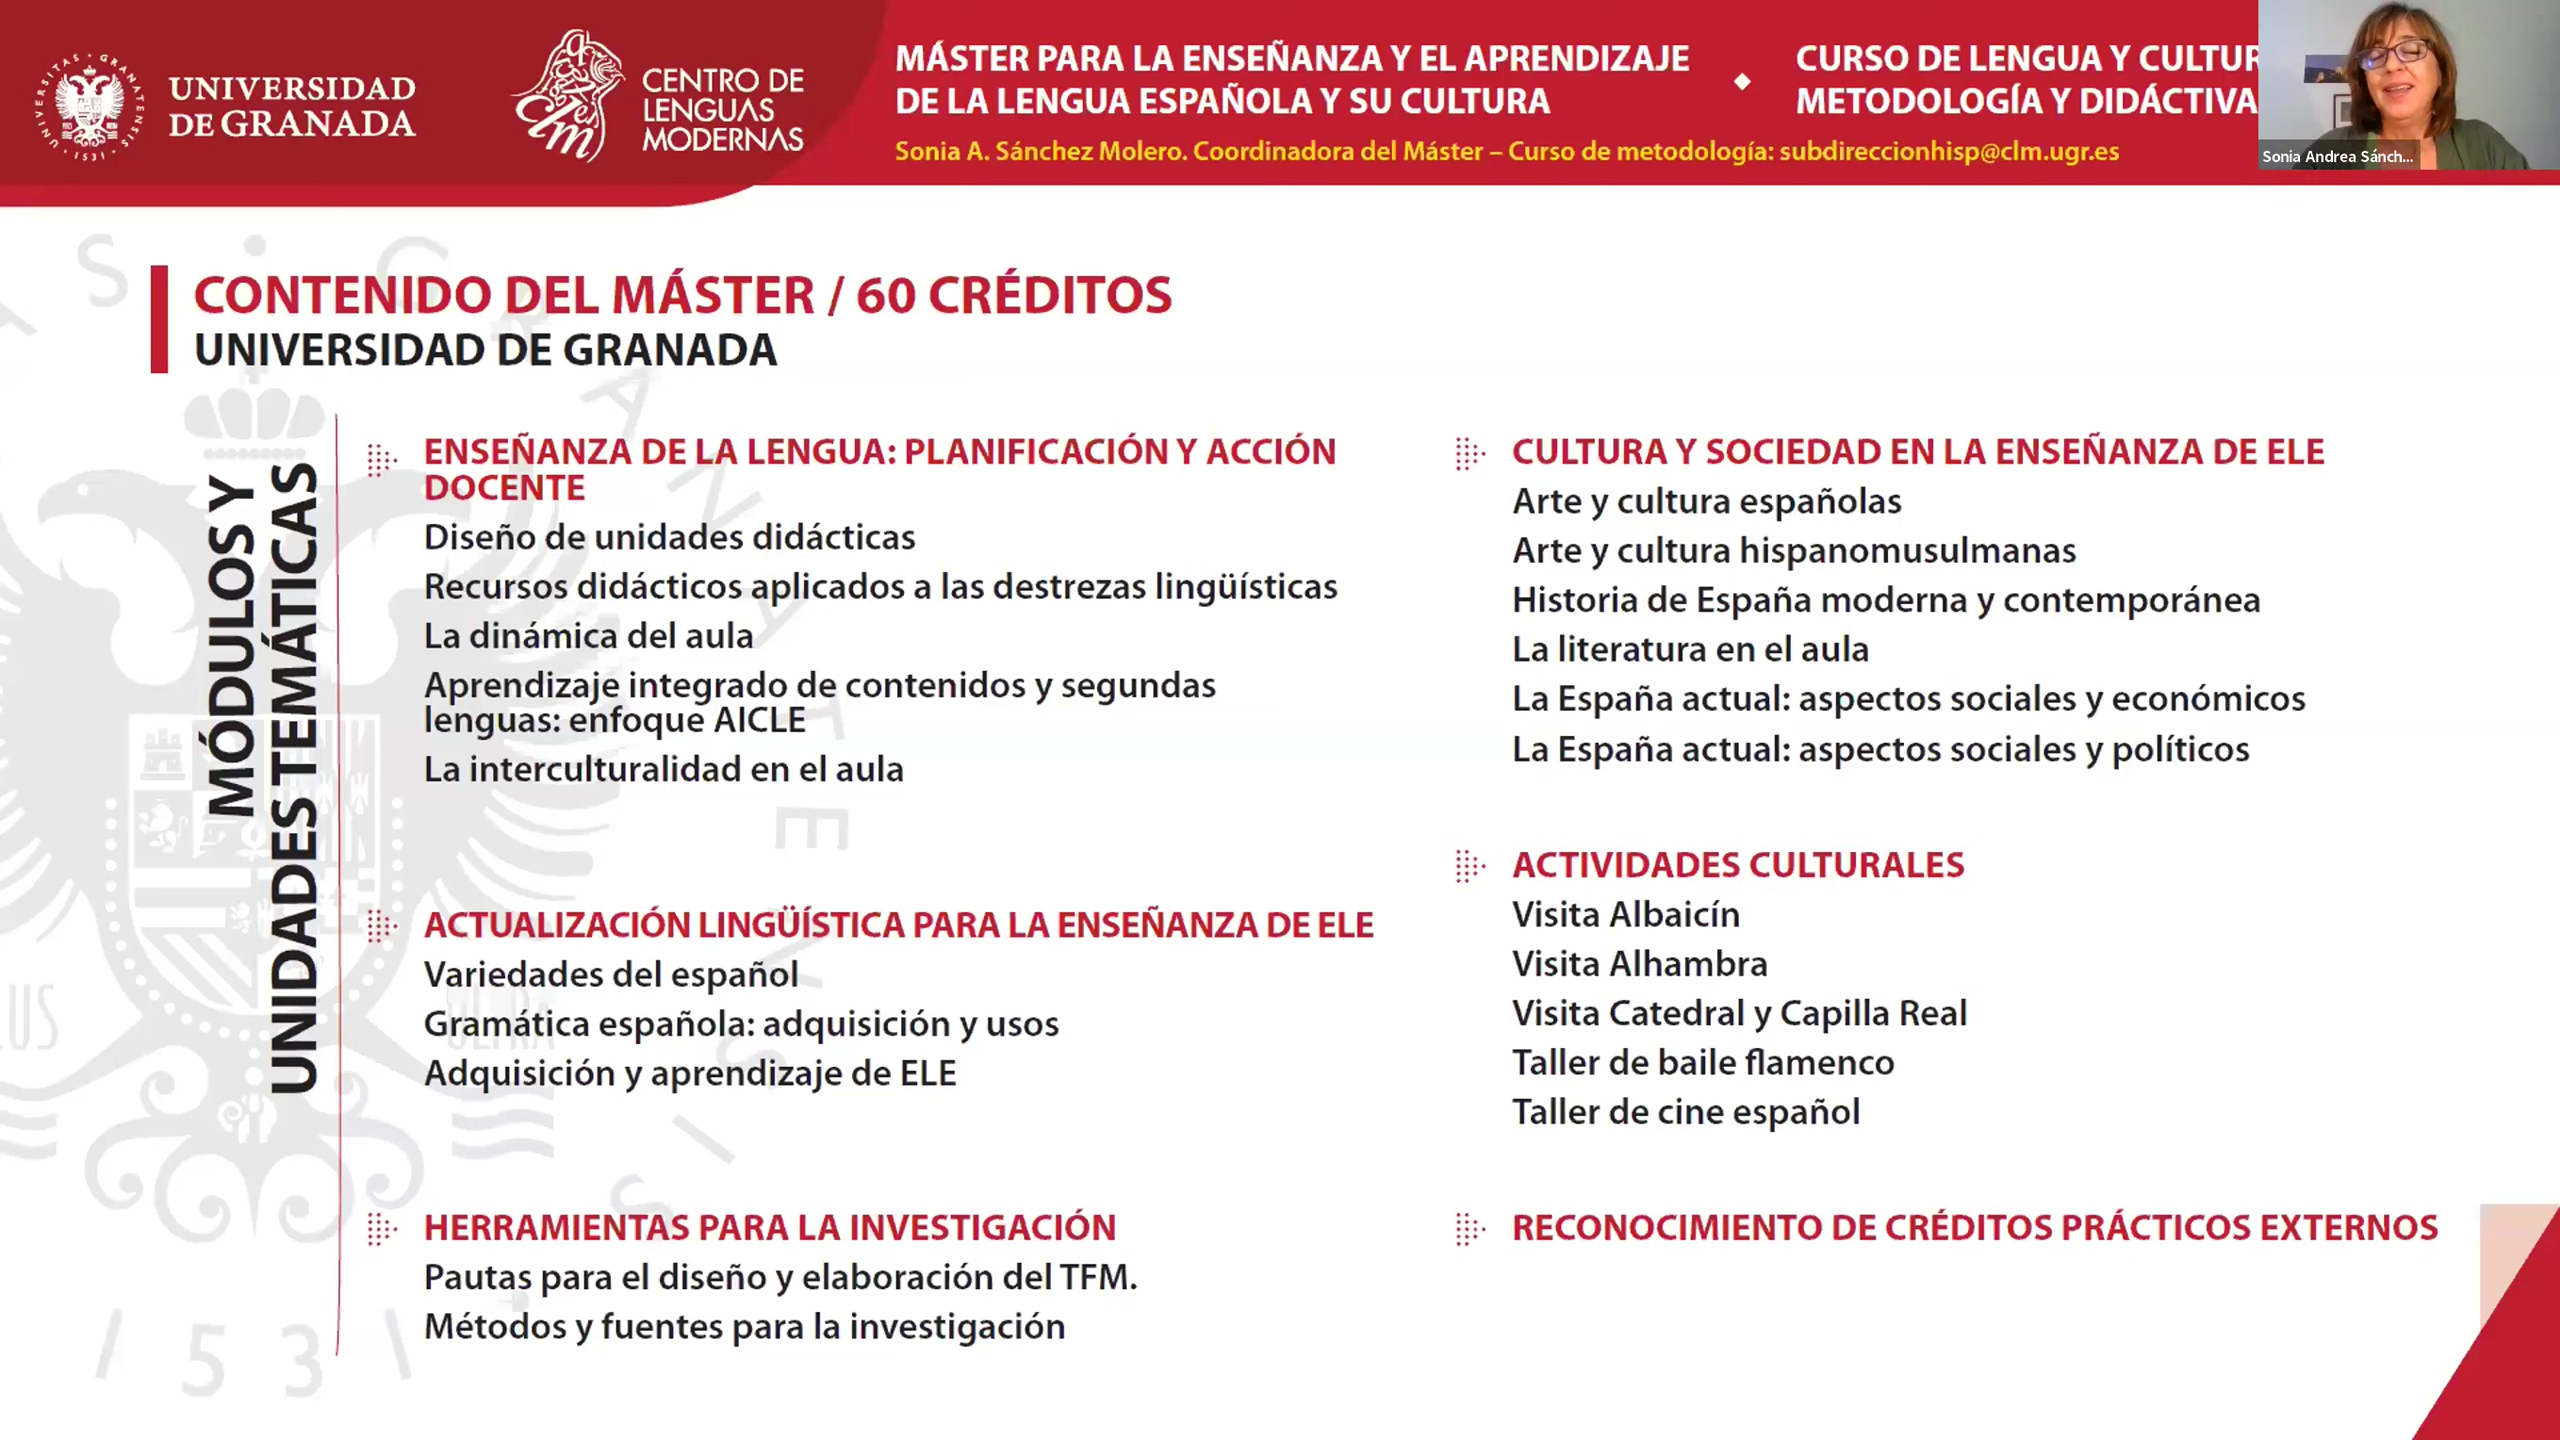 UNIVERSIDAD
DE GRANADA
UNIVERSITAS · GRANATENSIS · 1531 ·
clm
CENTRO DE
LENGUAS
MODERNAS
MÁSTER PARA LA ENSEÑANZA Y EL APRENDIZAJE
DE LA LENGUA ESPAÑOLA Y SU CULTURA
CURSO DE LENGUA Y CULTUR
METODOLOGÍA Y DIDÁCTIVA
Sonia A. Sánchez Molero. Coordinadora del Máster – Curso de metodología: subdireccionhisp@clm.ugr.es
Sonia Andrea Sánch...
CONTENIDO DEL MÁSTER / 60 CRÉDITOS
UNIVERSIDAD DE GRANADA
MÓDULOS Y
UNIDADES TEMÁTICAS
ENSEÑANZA DE LA LENGUA: PLANIFICACIÓN Y ACCIÓN
DOCENTE
Diseño de unidades didácticas
Recursos didácticos aplicados a las destrezas lingüísticas
La dinámica del aula
Aprendizaje integrado de contenidos y segundas
lenguas: enfoque AICLE
La interculturalidad en el aula
ACTUALIZACIÓN LINGÜÍSTICA PARA LA ENSEÑANZA DE ELE
Variedades del español
Gramática española: adquisición y usos
Adquisición y aprendizaje de ELE
HERRAMIENTAS PARA LA INVESTIGACIÓN
Pautas para el diseño y elaboración del TFM.
Métodos y fuentes para la investigación
CULTURA Y SOCIEDAD EN LA ENSEÑANZA DE ELE
Arte y cultura españolas
Arte y cultura hispanomusulmanas
Historia de España moderna y contemporánea
La literatura en el aula
La España actual: aspectos sociales y económicos
La España actual: aspectos sociales y políticos
ACTIVIDADES CULTURALES
Visita Albaicín
Visita Alhambra
Visita Catedral y Capilla Real
Taller de baile flamenco
Taller de cine español
RECONOCIMIENTO DE CRÉDITOS PRÁCTICOS EXTERNOS
1531